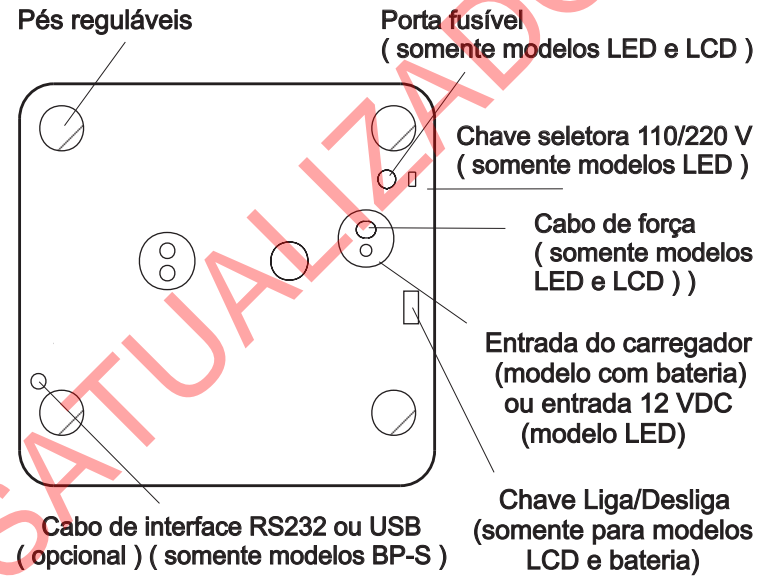 Pés reguláveis
Porta fusível
( somente modelos LED e LCD )
Chave seletora 110/220 V
( somente modelos LED )
Cabo de força
( somente modelos
LED e LCD ) )
Entrada do carregador
(modelo com bateria)
ou entrada 12 VDC
(modelo LED)
Chave Liga/Desliga
(somente para modelos
LCD e bateria)
Cabo de interface RS232 ou USB
( opcional ) ( somente modelos BP-S )
SATUALIZADO